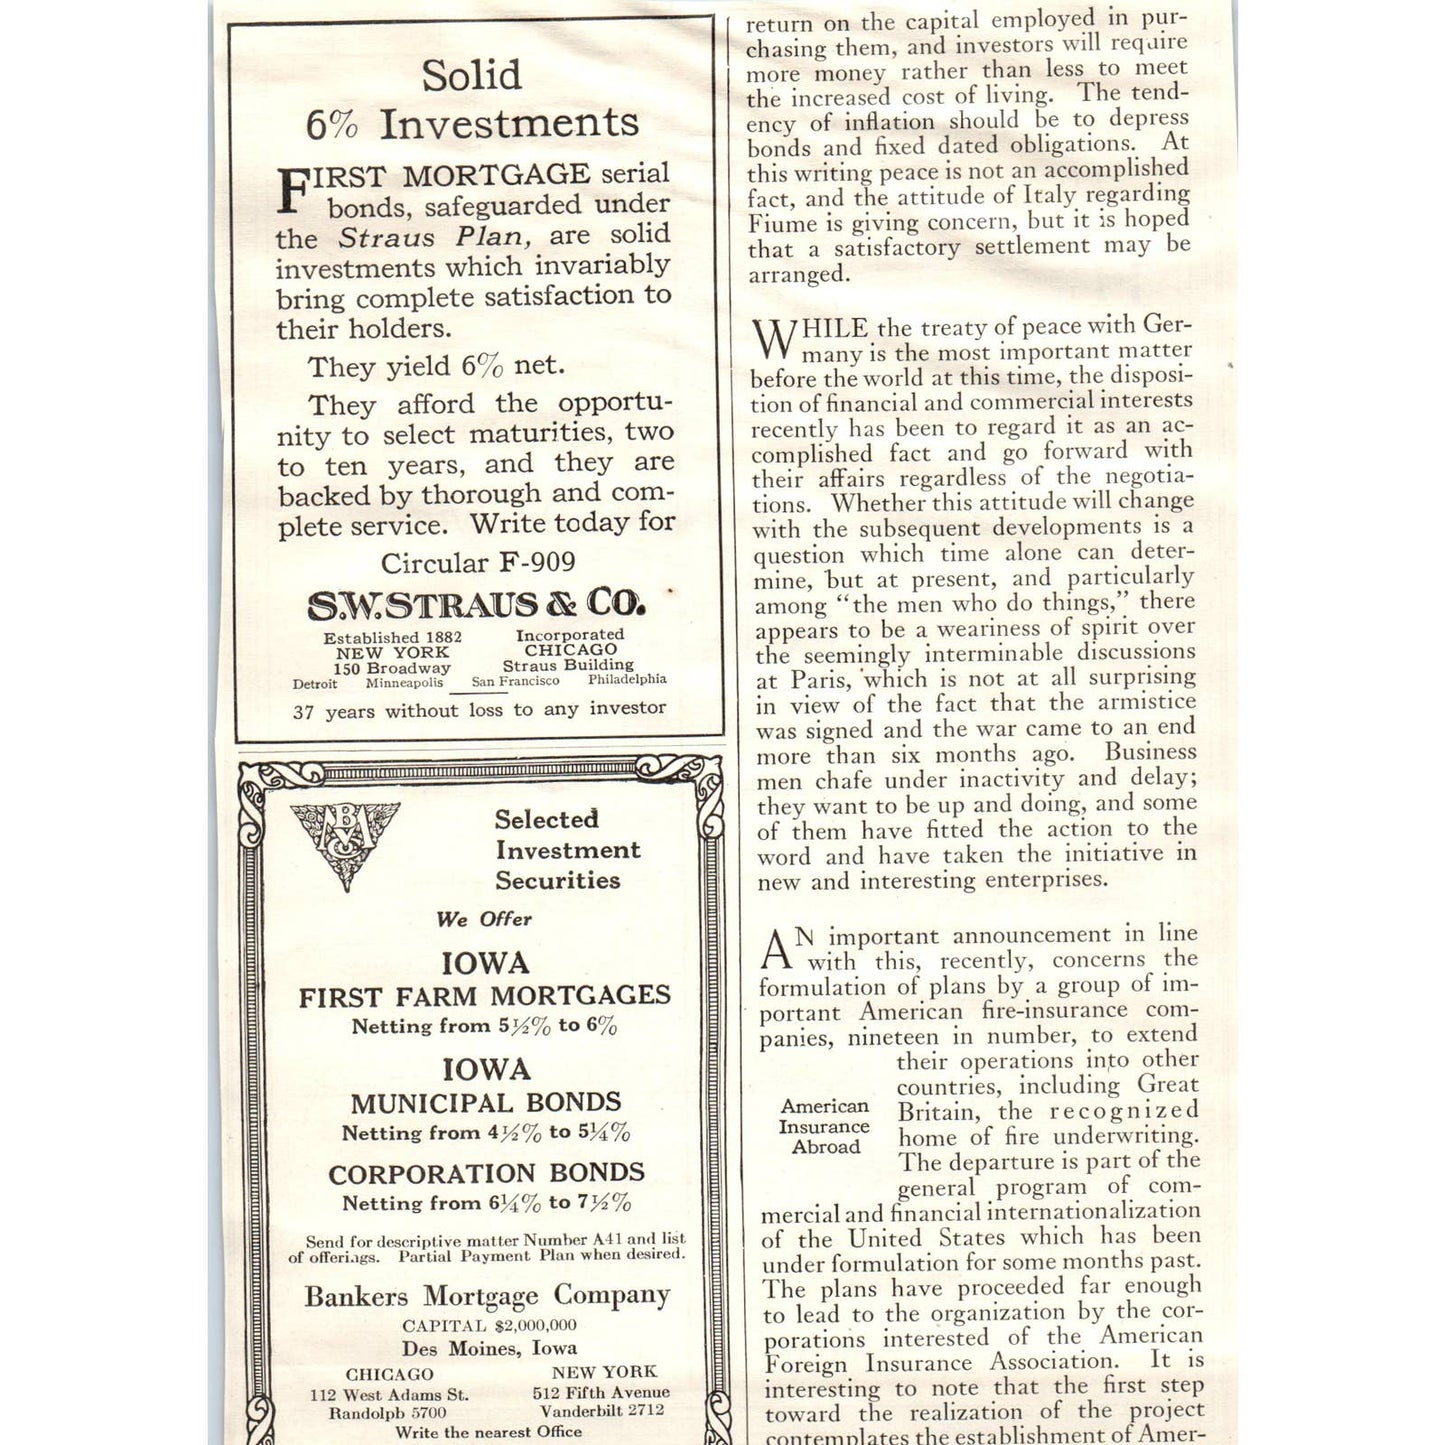 Solid
6% Investments
FIRST MORTGAGE serial
bonds, safeguarded under
the Straus Plan, are solid
investments which invariably
bring complete satisfaction to
their holders.
They yield 6% net.
They afford the opportu-
nity to select maturities, two
to ten years, and they are
backed by thorough and com-
plete service. Write today for
Circular F-909
S.W. STRAUS & CO.
Established 1882 Incorporated
NEW YORK CHICAGO
150 Broadway Straus Building
Detroit Minneapolis San Francisco Philadelphia
37 years without loss to any investor
BMCo
Selected
Investment
Securities
We Offer
IOWA
FIRST FARM MORTGAGES
Netting from 5½% to 6%
IOWA
MUNICIPAL BONDS
Netting from 4½% to 5¼%
CORPORATION BONDS
Netting from 6¼% to 7½%
Send for descriptive matter Number A41 and list
of offerings. Partial Payment Plan when desired.
Bankers Mortgage Company
CAPITAL $2,000,000
Des Moines, Iowa
CHICAGO NEW YORK
112 West Adams St. 512 Fifth Avenue
Randolph 5700 Vanderbilt 2712
Write the nearest Office
return on the capital employed in pur-
chasing them, and investors will require
more money rather than less to meet
the increased cost of living. The tend-
ency of inflation should be to depress
bonds and fixed dated obligations. At
this writing peace is not an accomplished
fact, and the attitude of Italy regarding
Fiume is giving concern, but it is hoped
that a satisfactory settlement may be
arranged.
WHILE the treaty of peace with Ger-
many is the most important matter
before the world at this time, the disposi-
tion of financial and commercial interests
recently has been to regard it as an ac-
complished fact and go forward with
their affairs regardless of the negotia-
tions. Whether this attitude will change
with the subsequent developments is a
question which time alone can deter-
mine, but at present, and particularly
among "the men who do things," there
appears to be a weariness of spirit over
the seemingly interminable discussions
at Paris, which is not at all surprising
in view of the fact that the armistice
was signed and the war came to an end
more than six months ago. Business
men chafe under inactivity and delay;
they want to be up and doing, and some
of them have fitted the action to the
word and have taken the initiative in
new and interesting enterprises.
AN important announcement in line
with this, recently, concerns the
formulation of plans by a group of im-
portant American fire-insurance com-
panies, nineteen in number, to extend
their operations into other
countries, including Great
Britain, the recognized
home of fire underwriting.
The departure is part of the
general program of com-
American
Insurance
Abroad
mercial and financial internationalization
of the United States which has been
under formulation for some months past.
The plans have proceeded far enough
to lead to the organization by the cor-
porations interested of the American
Foreign Insurance Association. It is
interesting to note that the first step
toward the realization of the project
contemplates the establishment of Amer-